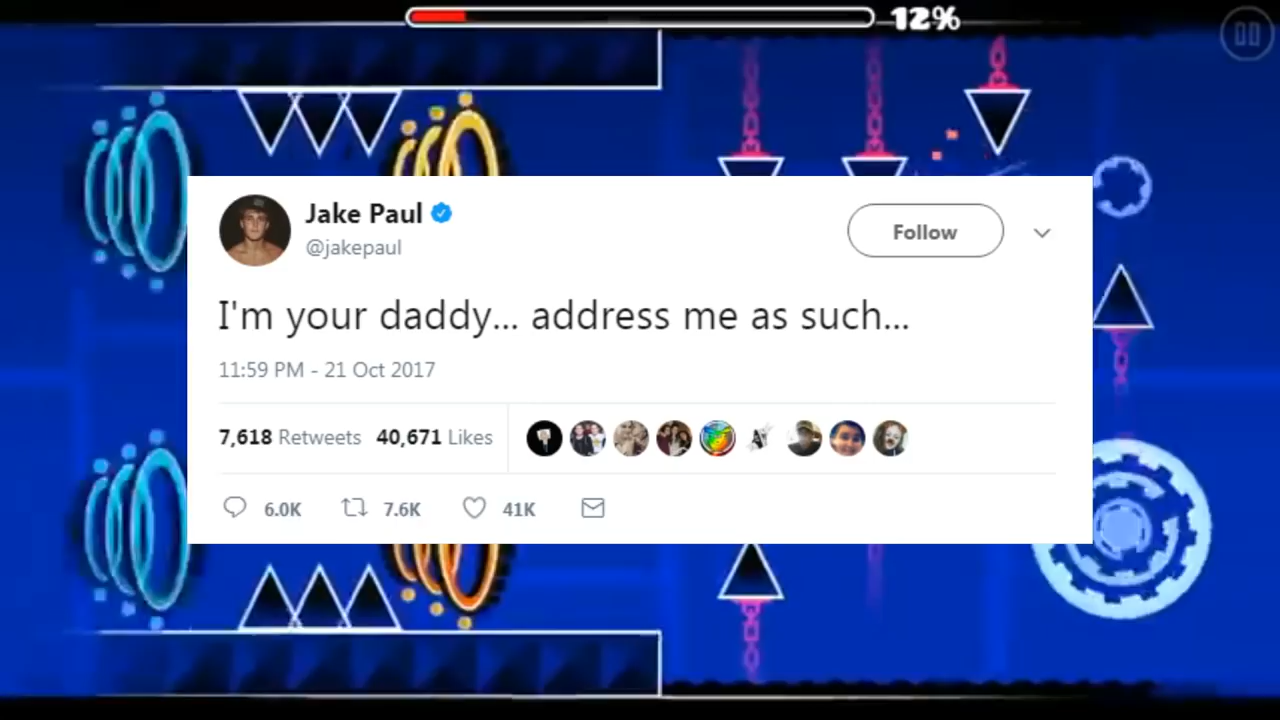 12%
Jake Paul
@jakepaul
Follow
I'm your daddy... address me as such...
11:59 PM - 21 Oct 2017
7,618 Retweets 40,671 Likes
6.0K 7.6K 41K